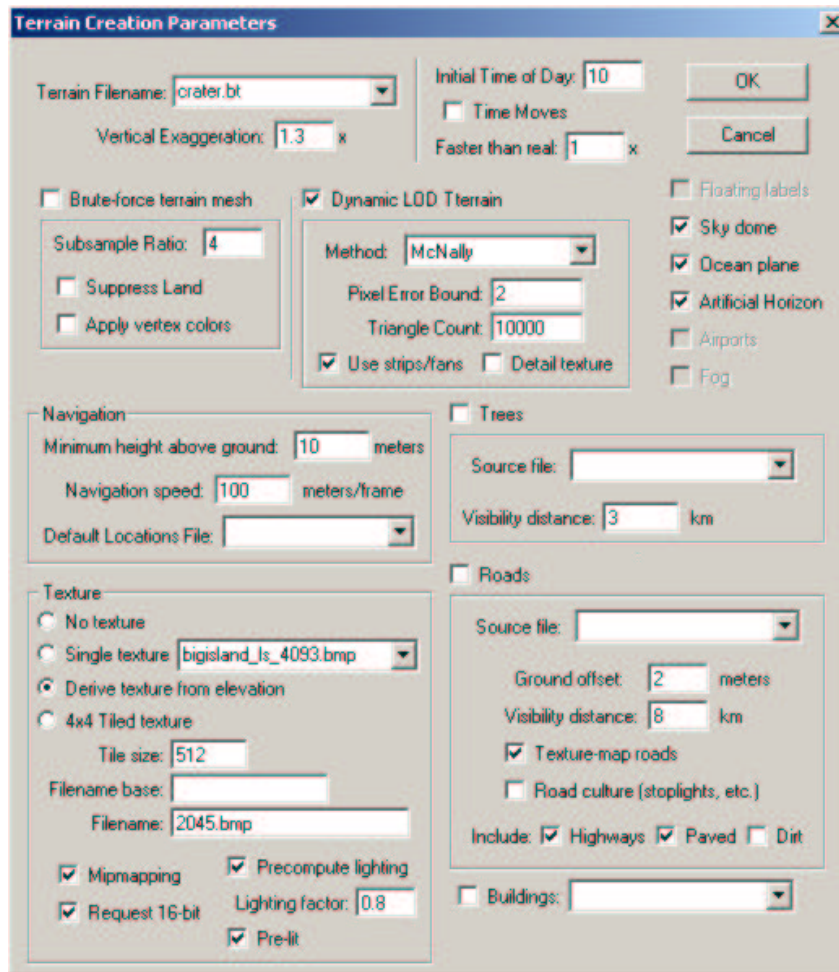 Terrain Creation Parameters
Terrain Filename: crater.bt
Vertical Exaggeration: 1.3 x
Initial Time of Day: 10
Time Moves
Faster than real: 1 x
OK
Cancel
Brute-force terrain mesh
Subsample Ratio: 4
Suppress Land
Apply vertex colors
Dynamic LOD Tterrain
Method: McNally
Pixel Error Bound: 2
Triangle Count: 10000
Use strips/fans Detail texture
Floating labels
Sky dome
Ocean plane
Artificial Horizon
Airports
Fog
Navigation
Minimum height above ground: 10 meters
Navigation speed: 100 meters/frame
Default Locations File:
Trees
Source file:
Visibility distance: 3 km
Texture
No texture
Single texture bigisland_ls_4093.bmp
Derive texture from elevation
4x4 Tiled texture
Tile size: 512
Filename base:
Filename: 2045.bmp
Mipmapping
Precompute lighting
Request 16-bit
Lighting factor: 0.8
Pre-lit
Roads
Source file:
Ground offset: 2 meters
Visibility distance: 8 km
Texture-map roads
Road culture (stoplights, etc.)
Include: Highways Paved Dirt
Buildings: